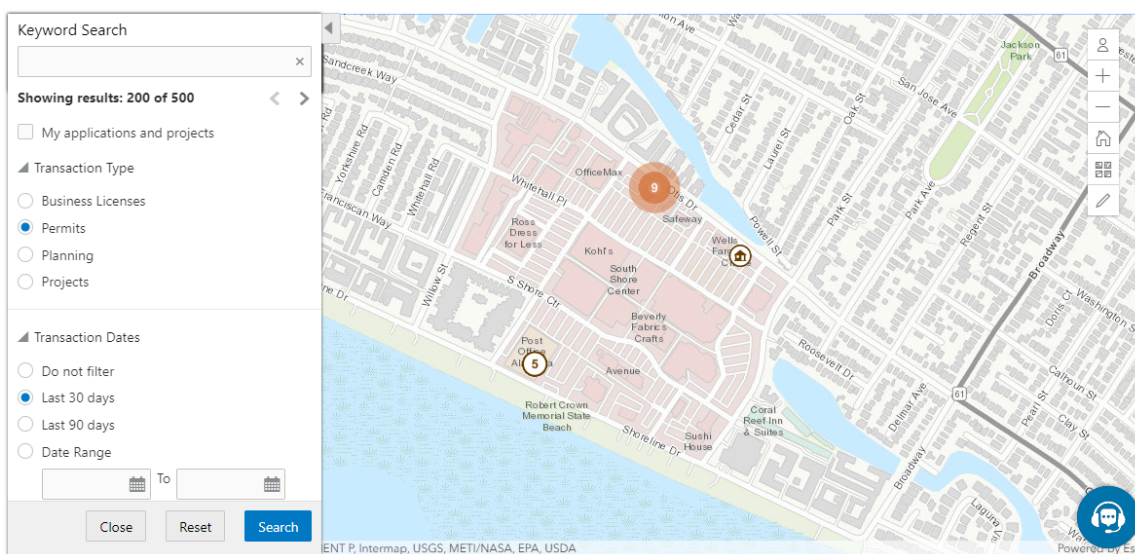 Keyword Search
×
Showing results: 200 of 500
My applications and projects
Transaction Type
Business Licenses
Permits
Planning
Projects
Transaction Dates
Do not filter
Last 30 days
Last 90 days
Date Range
To
Close Reset Search
Jackson
Park
61
Sandcreek Way
San Jose Ave
Cedar St
Oak St
Laurel St
Yorkshire Rd
Camden Rd
Whitehall Rd
OfficeMax
9
Otis Dr
Whitehall Pl
Safeway
Park St
Park Ave
Powell St
Regent St
Broadway
Franciscan Way
Ross
Dress
for Less
Kohl's
Wells
South
Shore
Center
Willow St
S Shore Ctr
Washington S
Doris Ct
Beverly
Fabrics
Crafts
Post
5
Avenue
Roosevelt Dr
Calhoun St
Delmar Ave
61
Pearl St
Clay St
Robert Crown
Memorial State
Beach
Coral
Reef Inn
& Suites
Shoreline Dr
Sushi
House
Broadway
Laguna
ENT P, Intermap, USGS, METI/NASA, EPA, USDA
Powered by Es